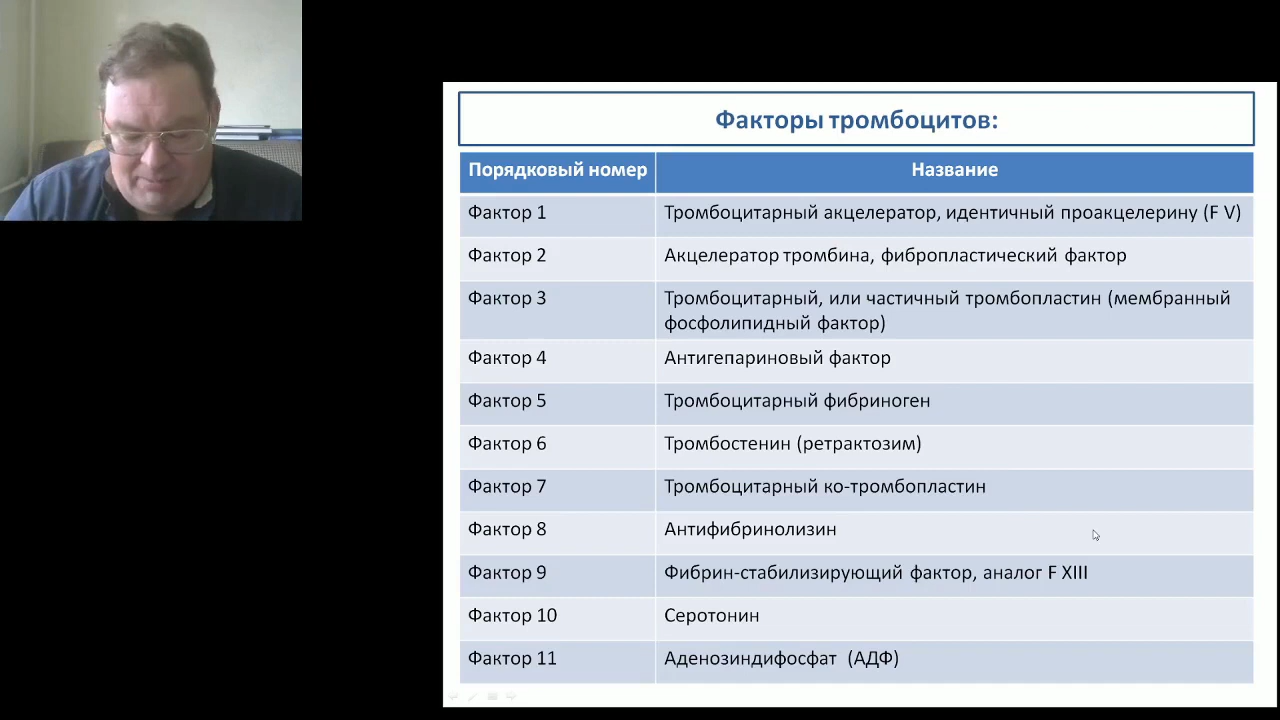 Факторы тромбоцитов:
Порядковый номер Название
Фактор 1 Тромбоцитарный акцелератор, идентичный проакцелерину (F V)
Фактор 2 Акцелератор тромбина, фибропластический фактор
Фактор 3 Тромбоцитарный, или частичный тромбопластин (мембранный
фосфолипидный фактор)
Фактор 4 Антигепариновый фактор
Фактор 5 Тромбоцитарный фибриноген
Фактор 6 Тромбостенин (ретрактозим)
Фактор 7 Тромбоцитарный ко-тромбопластин
Фактор 8 Антифибринолизин
Фактор 9 Фибрин-стабилизирующий фактор, аналог F XIII
Фактор 10 Серотонин
Фактор 11 Аденозиндифосфат (АДФ)